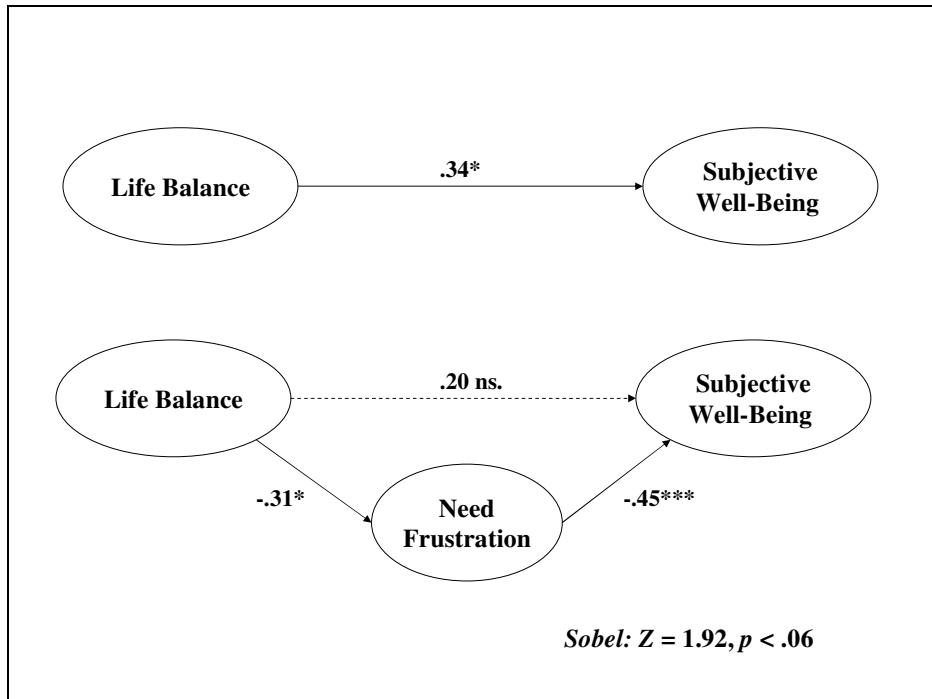 .34*
Life Balance
Subjective
Well-Being
.20 ns.
Life Balance
Subjective
Well-Being
-.31*
Need
Frustration
-.45***
Sobel: Z = 1.92, p < .06